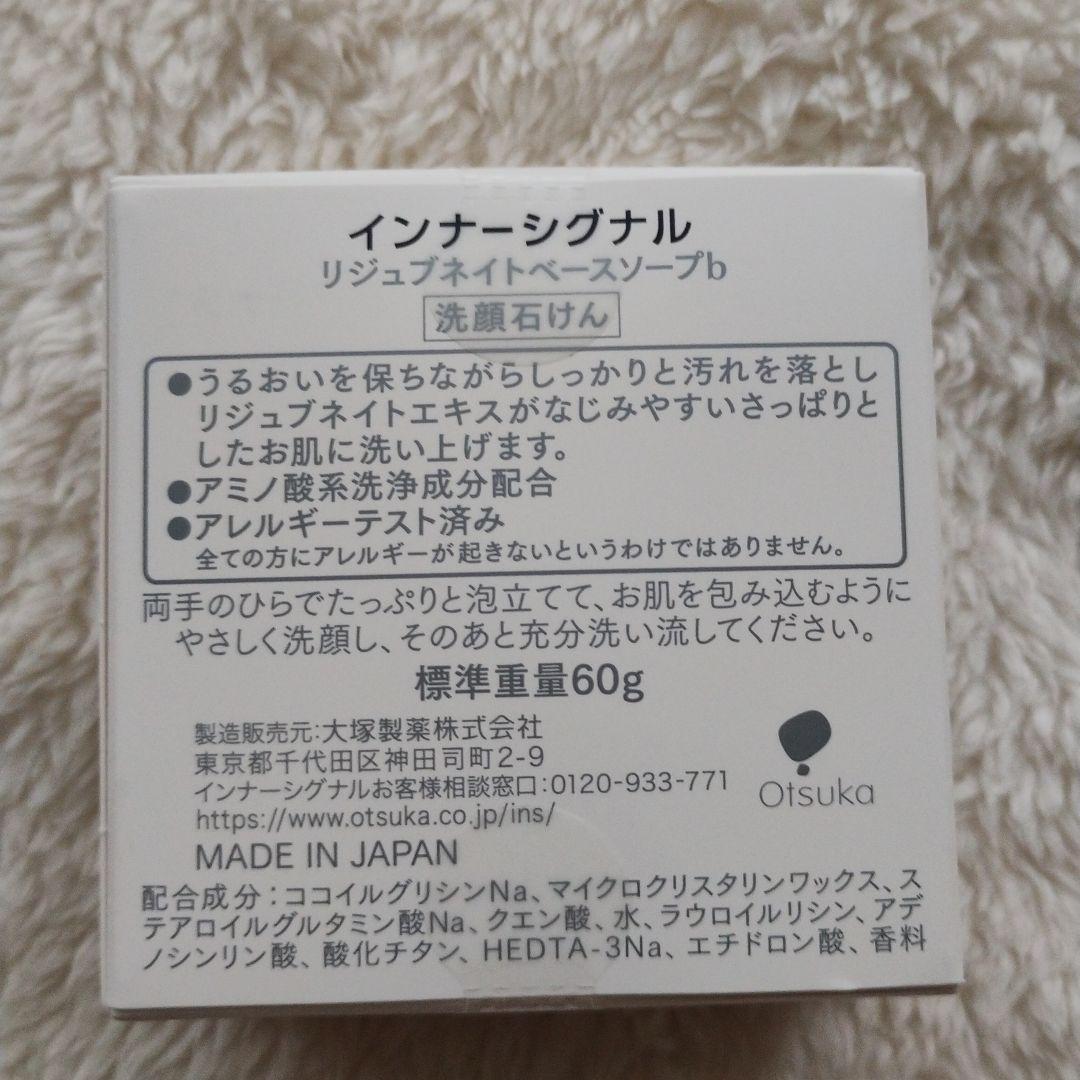 インナーシグナル
リジュブネイトベースソープb
洗顔石けん
●うるおいを保ちながらしっかりと汚れを落とし
リジュブネイトエキスがなじみやすいさっぱりと
したお肌に洗い上げます。
●アミノ酸系洗浄成分配合
●アレルギーテスト済み
全ての方にアレルギーが起きないというわけではありません。
両手のひらでたっぷりと泡立てて、お肌を包み込むように
やさしく洗顔し、そのあと充分洗い流してください。
標準重量60g
製造販売元:大塚製薬株式会社
東京都千代田区神田司町2-9
インナーシグナルお客様相談窓口:0120-933-771
https://www.otsuka.co.jp/ins/
Otsuka
MADE IN JAPAN
配合成分:ココイルグリシンNa、マイクロクリスタリンワックス、ス
テアロイルグルタミン酸Na、クエン酸、水、ラウロイルリシン、アデ
ノシンリン酸、酸化チタン、HEDTA-3Na、エチドロン酸、香料